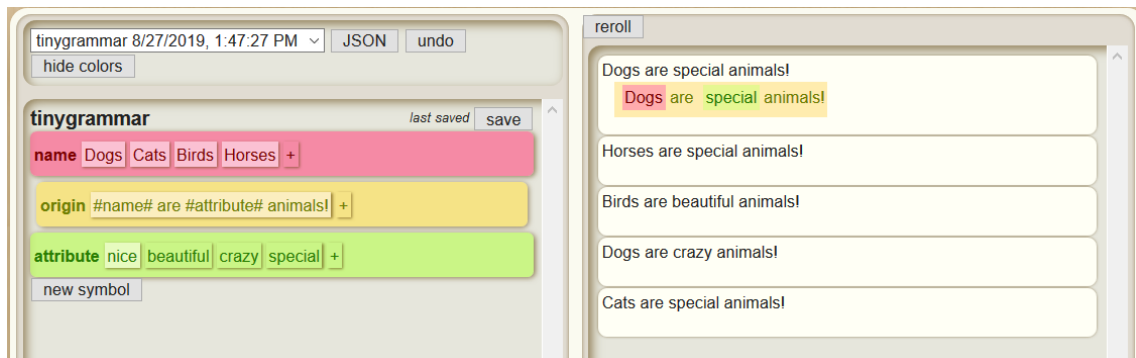 tinygrammar 8/27/2019, 1:47:27 PM JSON undo
hide colors
tinygrammar last saved save
name Dogs Cats Birds Horses +
origin #name# are #attribute# animals! +
attribute nice beautiful crazy special +
new symbol
reroll
Dogs are special animals!
Dogs are special animals!
Horses are special animals!
Birds are beautiful animals!
Dogs are crazy animals!
Cats are special animals!